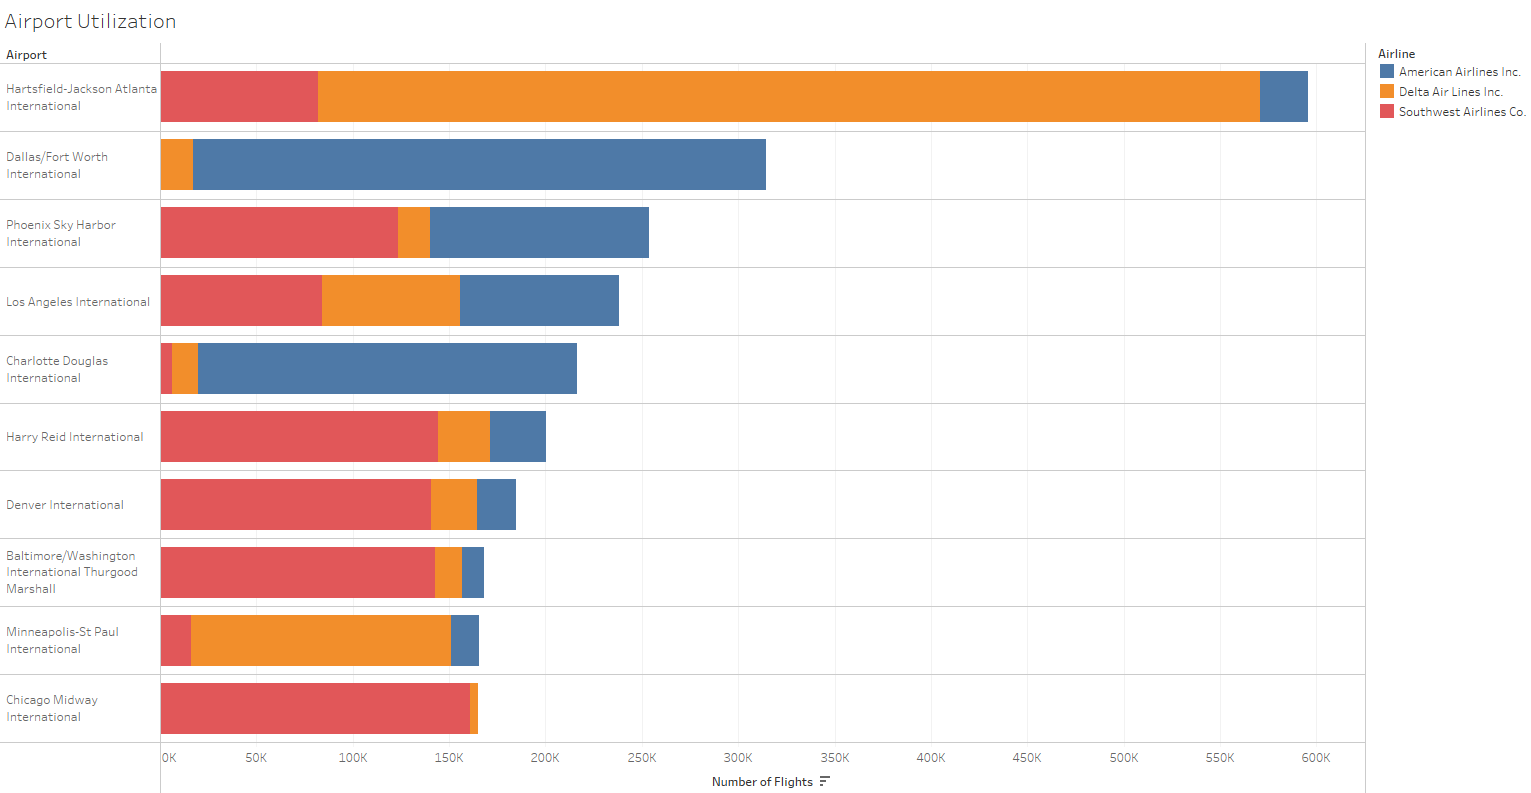 Airport Utilization
Airport
Hartsfield-Jackson Atlanta
International
Dallas/Fort Worth
International
Phoenix Sky Harbor
International
Los Angeles International
Charlotte Douglas
International
Harry Reid International
Denver International
Baltimore/Washington
International Thurgood
Marshall
Minneapolis-St Paul
International
Chicago Midway
International
0K 50K 100K 150K 200K 250K 300K 350K 400K 450K 500K 550K 600K
Number of Flights
Airline
American Airlines Inc.
Delta Air Lines Inc.
Southwest Airlines Co.